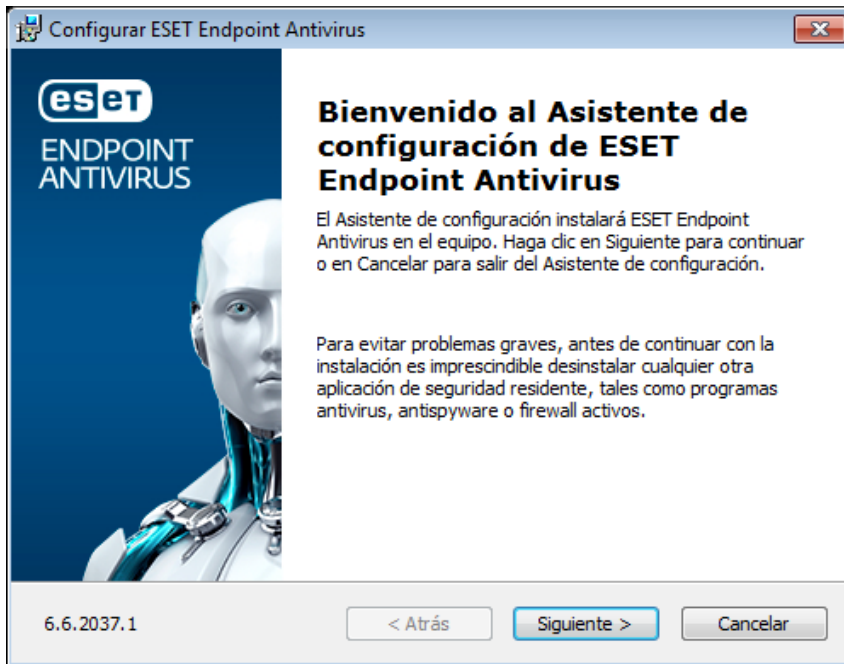 Configurar ESET Endpoint Antivirus
eset
ENDPOINT
ANTIVIRUS
Bienvenido al Asistente de
configuración de ESET
Endpoint Antivirus
El Asistente de configuración instalará ESET Endpoint
Antivirus en el equipo. Haga clic en Siguiente para continuar
o en Cancelar para salir del Asistente de configuración.
Para evitar problemas graves, antes de continuar con la
instalación es imprescindible desinstalar cualquier otra
aplicación de seguridad residente, tales como programas
antivirus, antispyware o firewall activos.
6.6.2037.1
< Atrás
Siguiente >
Cancelar